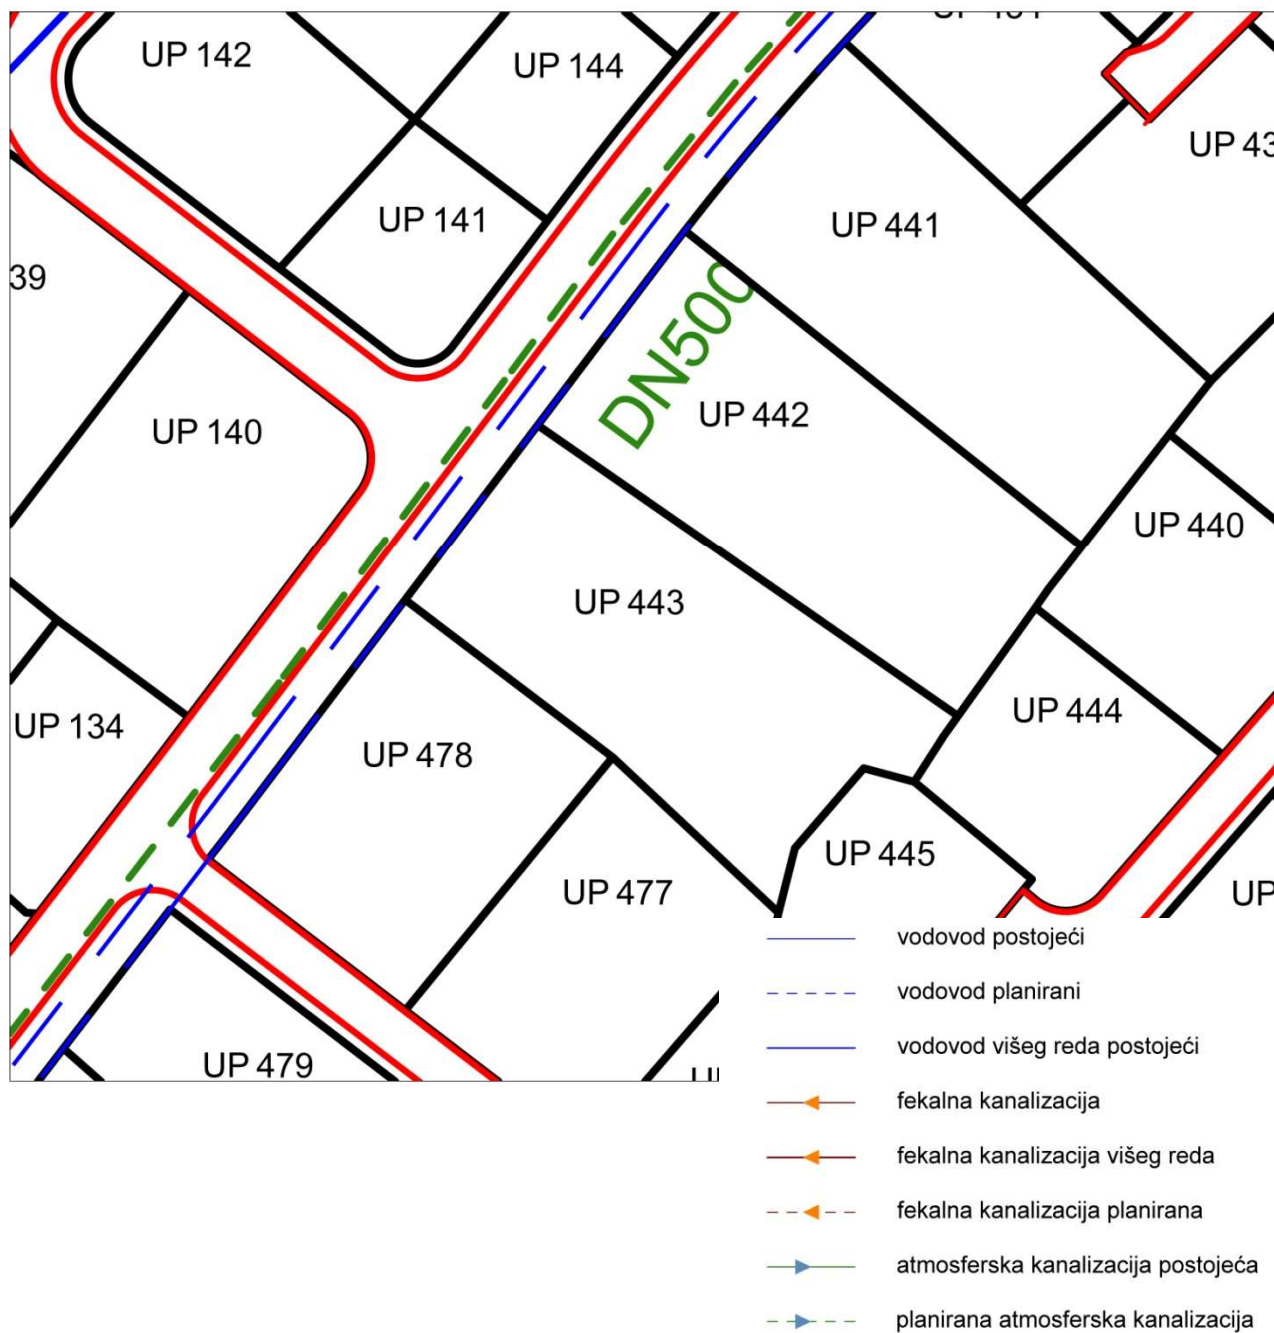 UP 142
UP 144
UP 43
UP 441
UP 141
39
DN500
UP 442
UP 140
UP 440
UP 443
UP 444
UP 134
UP 478
UP 445
UP 477
UP
UP 479
vodovod postojeći
vodovod planirani
vodovod višeg reda postojeći
fekalna kanalizacija
fekalna kanalizacija višeg reda
fekalna kanalizacija planirana
atmosferska kanalizacija postojeća
planirana atmosferska kanalizacija